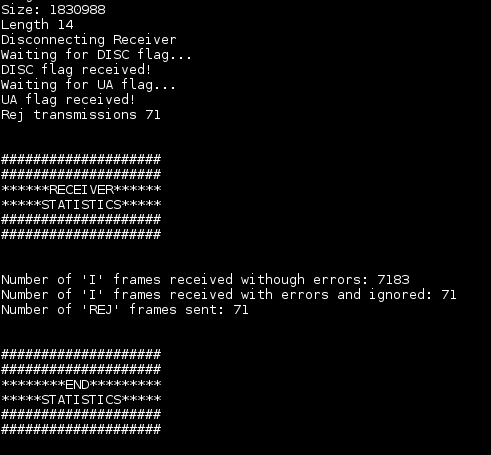 Size: 1830988
Length 14
Disconnecting Receiver
Waiting for DISC flag...
DISC flag received!
Waiting for UA flag...
UA flag received!
Rej transmissions 71
####################
####################
******RECEIVER******
*****STATISTICS*****
####################
####################
Number of 'I' frames received withough errors: 7183
Number of 'I' frames received with errors and ignored: 71
Number of 'REJ' frames sent: 71
####################
####################
********END*********
*****STATISTICS*****
####################
####################